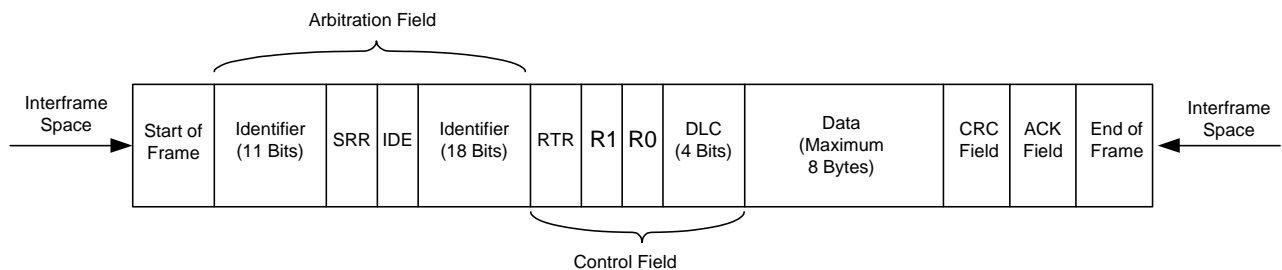 Arbitration Field
Interframe
Space
Start of
Frame
Identifier
(11 Bits)
SRR
IDE
Identifier
(18 Bits)
RTR
R1
R0
DLC
(4 Bits)
Data
(Maximum
8 Bytes)
CRC
Field
ACK
Field
End of
Frame
Interframe
Space
Control Field